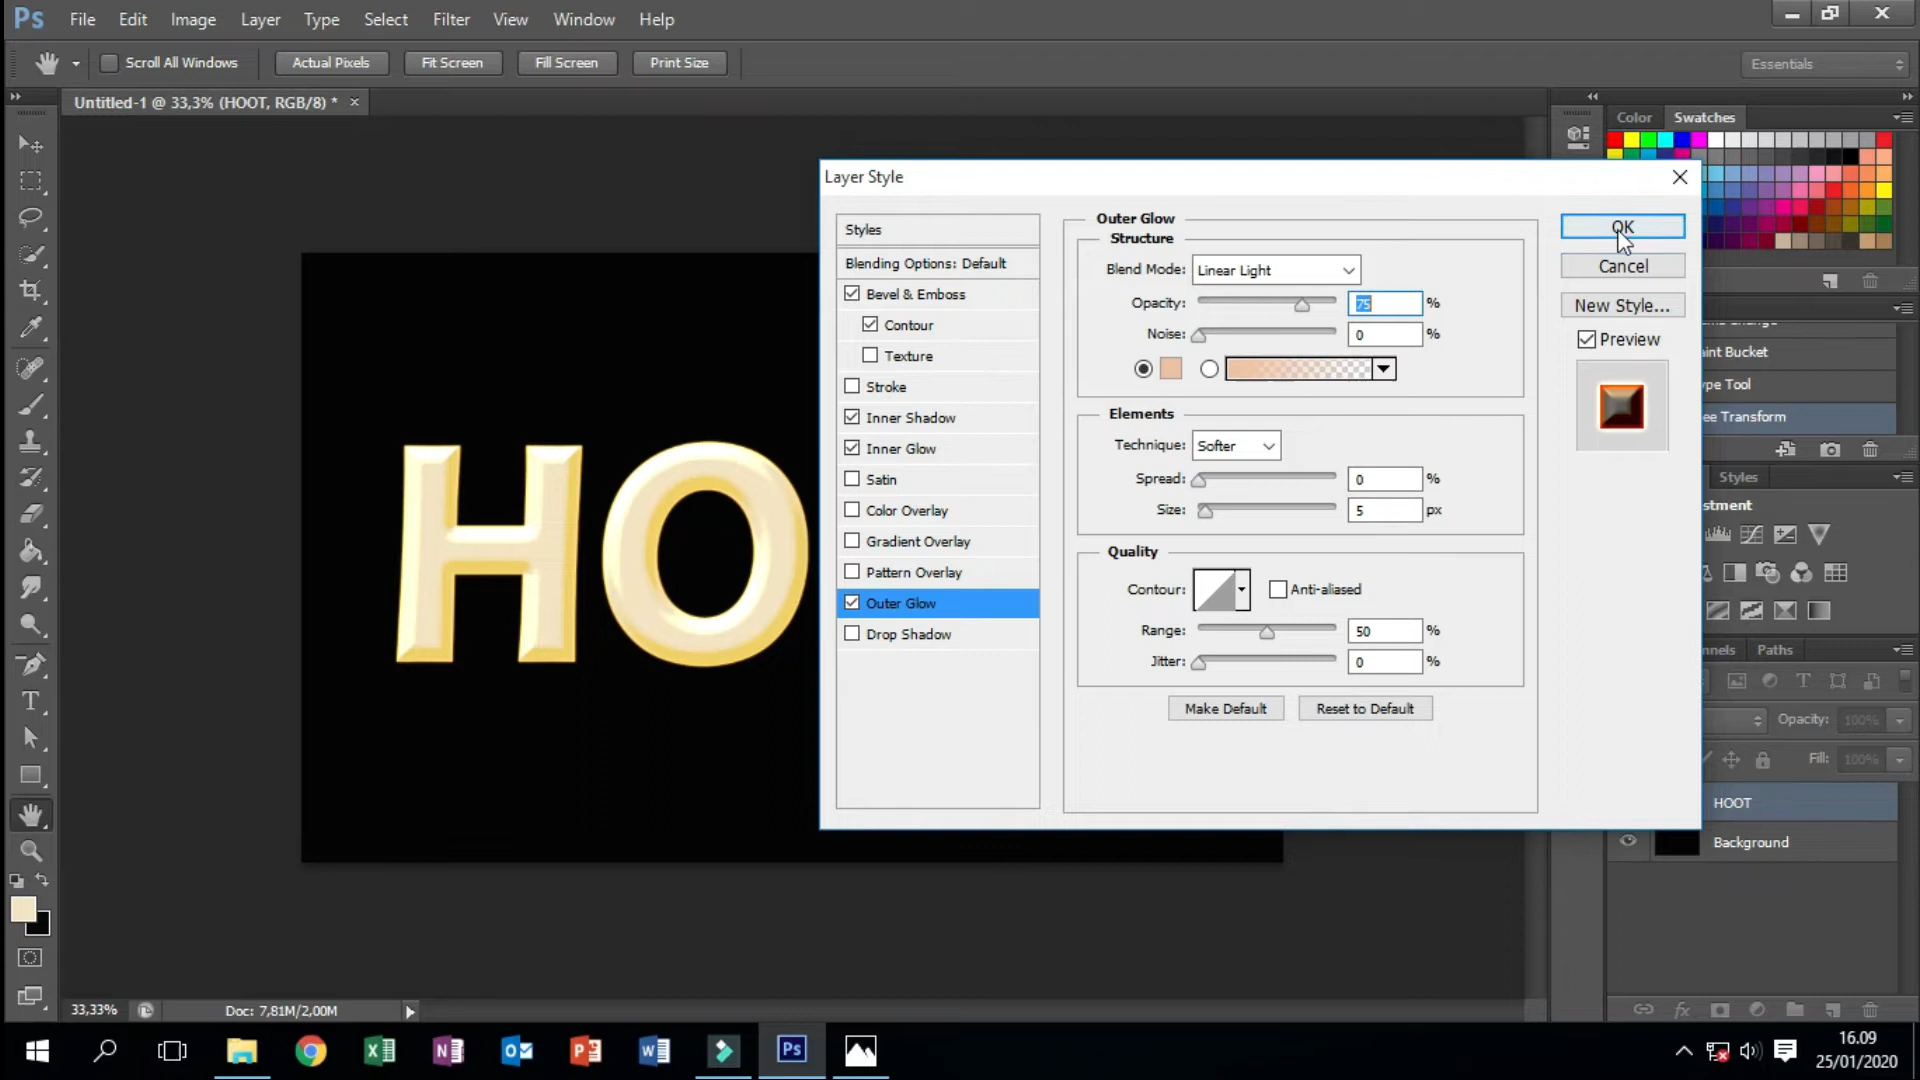 Ps File Edit Image Layer Type Select Filter View Window Help
Scroll All Windows Actual Pixels Fit Screen Fill Screen Print Size Essentials
Untitled-1 @ 33,3% (HOOT, RGB/8) *
Color Swatches
Layer Style
Styles
Blending Options: Default
Bevel & Emboss
Contour
Texture
Stroke
Inner Shadow
Inner Glow
Satin
Color Overlay
Gradient Overlay
Pattern Overlay
Outer Glow
Drop Shadow
Outer Glow
Structure
Blend Mode: Linear Light
Opacity: 75 %
Noise: 0 %
Elements
Technique: Softer
Spread: 0 %
Size: 5 px
Quality
Contour: Anti-aliased
Range: 50 %
Jitter: 0 %
Make Default Reset to Default
OK
Cancel
New Style...
Preview
HO
aint Bucket
ype Tool
ee Transform
Styles
stment
nnels Paths
Opacity: 100%
Fill: 100%
HOOT
Background
33,33% Doc: 7,81M/2,00M
16.09
25/01/2020